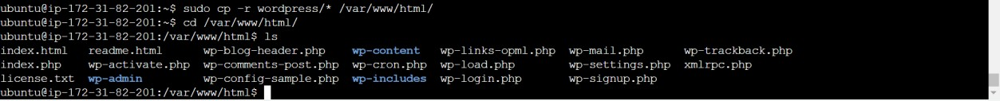 ubuntu@ip-172-31-82-201:~$ sudo cp -r wordpress/* /var/www/html/
ubuntu@ip-172-31-82-201:~$ cd /var/www/html/
ubuntu@ip-172-31-82-201:/var/www/html$ ls
index.html readme.html wp-blog-header.php wp-content wp-links-opml.php wp-mail.php wp-trackback.php
index.php wp-activate.php wp-comments-post.php wp-cron.php wp-load.php wp-settings.php xmlrpc.php
license.txt wp-admin wp-config-sample.php wp-includes wp-login.php wp-signup.php
ubuntu@ip-172-31-82-201:/var/www/html$